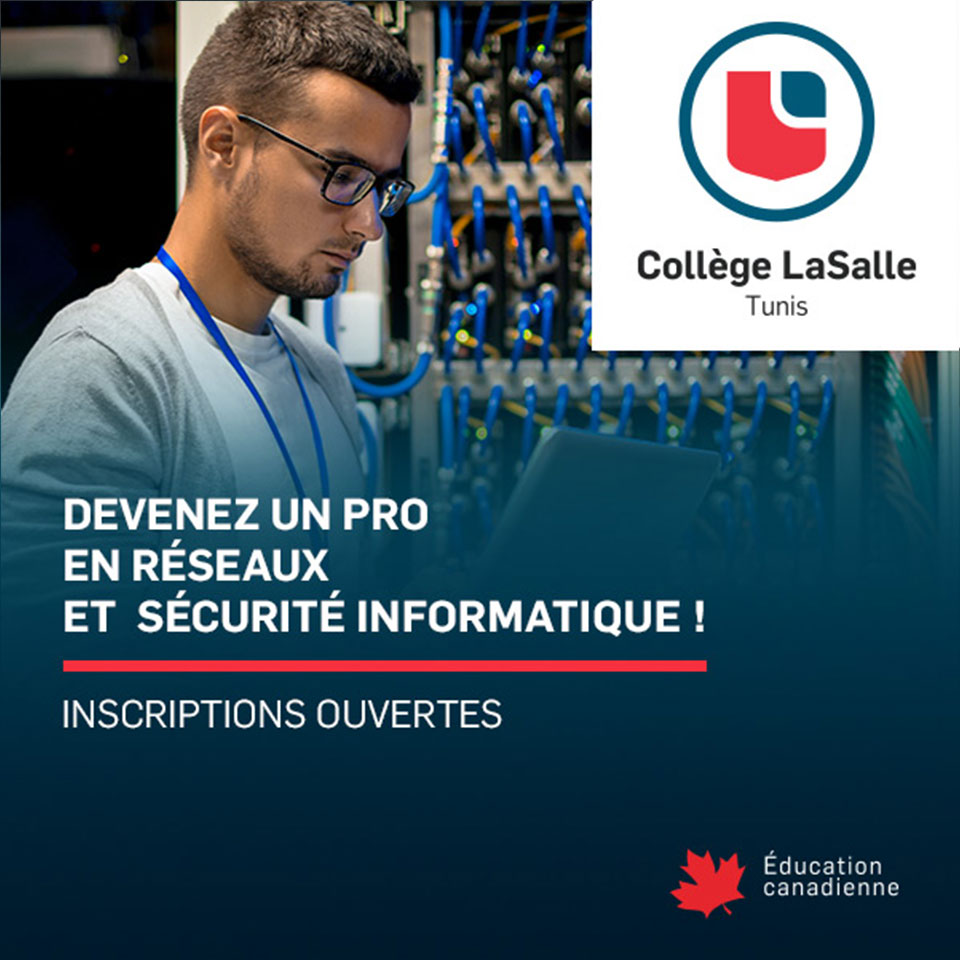 Collège LaSalle
Tunis
DEVENEZ UN PRO
EN RÉSEAUX
ET SÉCURITÉ INFORMATIQUE !
INSCRIPTIONS OUVERTES
Éducation
canadienne